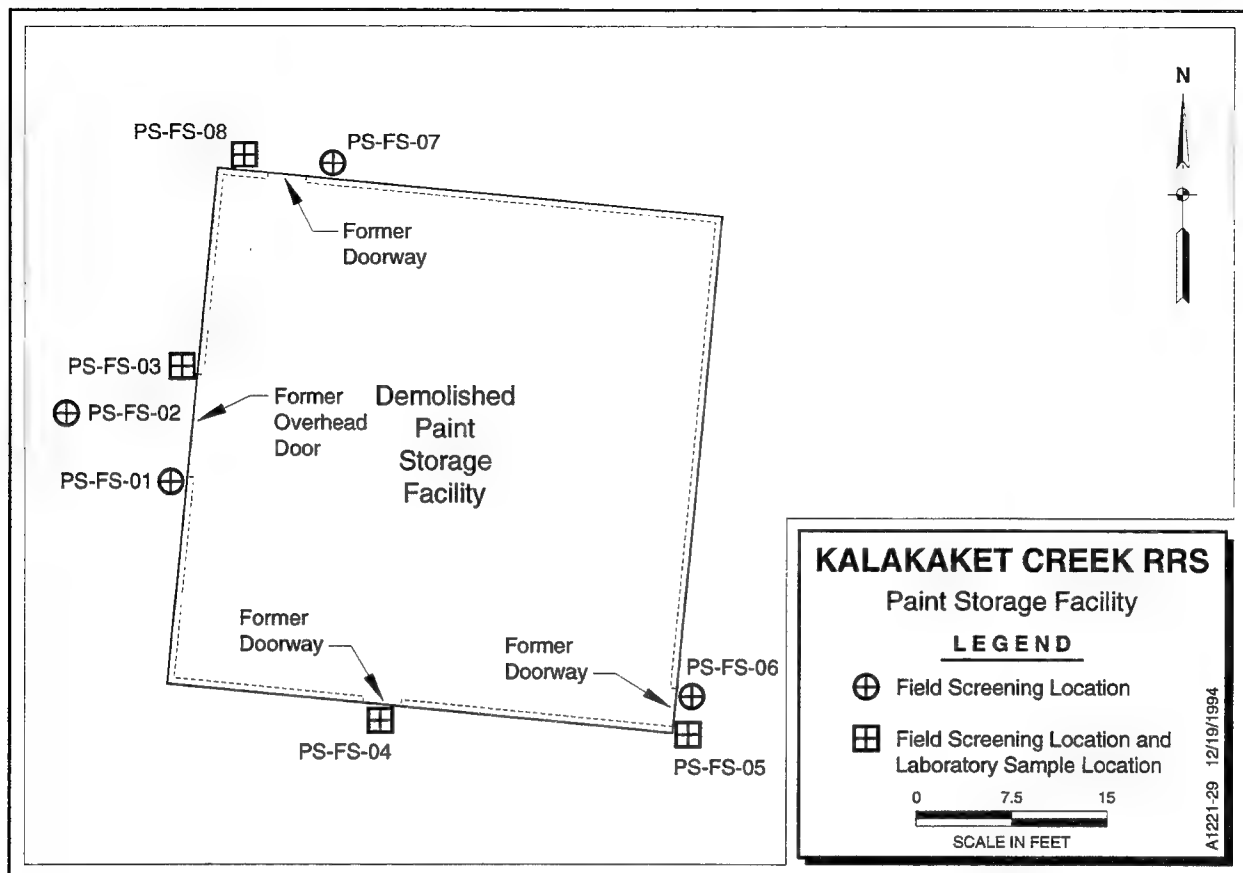 N
PS-FS-08
PS-FS-07
Former
Doorway
PS-FS-03
PS-FS-02
PS-FS-01
Former
Overhead
Door
Demolished
Paint
Storage
Facility
Former
Doorway
PS-FS-04
Former
Doorway
PS-FS-06
PS-FS-05
KALAKAKET CREEK RRS
Paint Storage Facility
LEGEND
Field Screening Location
Field Screening Location and
Laboratory Sample Location
0 7.5 15
SCALE IN FEET
A1221-29 12/19/1994